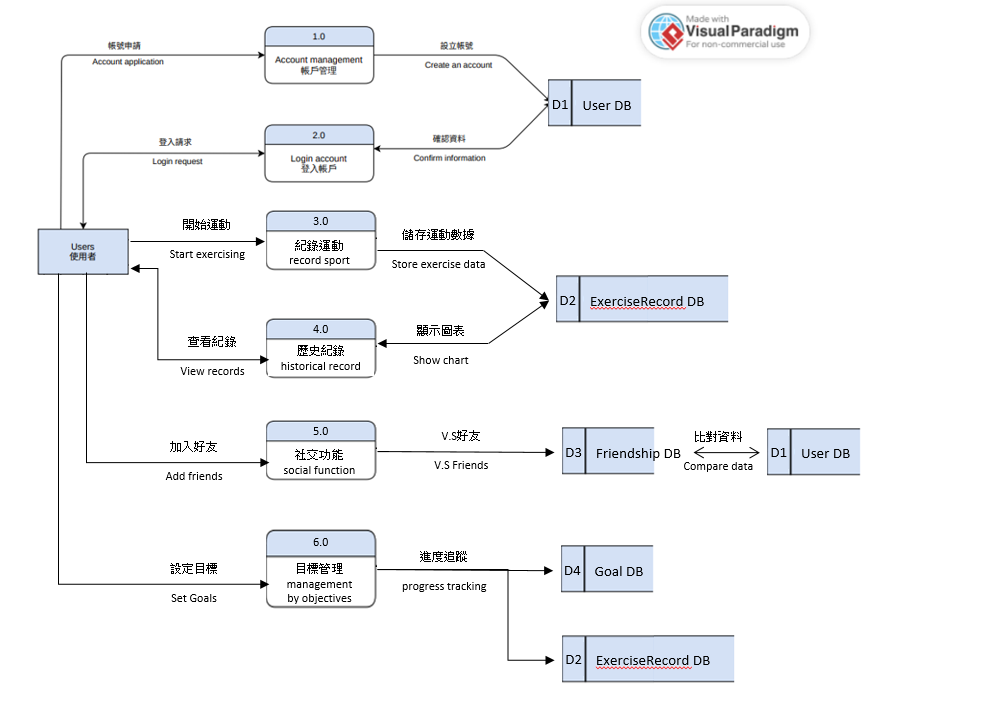 Made with
VisualParadigm
For non-commercial use
1.0
Account management
帳戶管理
帳號申請
Account application
設立帳號
Create an account
D1
User DB
2.0
Login account
登入帳戶
登入請求
Login request
確認資料
Confirm information
Users
使用者
開始運動
Start exercising
3.0
紀錄運動
record sport
儲存運動數據
Store exercise data
D2
ExerciseRecord DB
查看紀錄
View records
4.0
歷史紀錄
historical record
顯示圖表
Show chart
加入好友
Add friends
5.0
社交功能
social function
V.S好友
V.S Friends
D3
Friendship DB
比對資料
Compare data
D1
User DB
設定目標
Set Goals
6.0
目標管理
management
by objectives
進度追蹤
progress tracking
D4
Goal DB
D2
ExerciseRecord DB